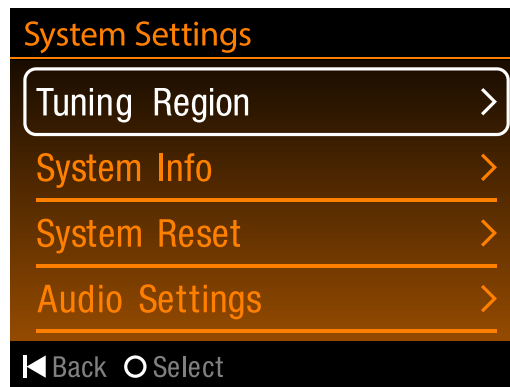 System Settings
Tuning Region
System Info
System Reset
Audio Settings
Back Select